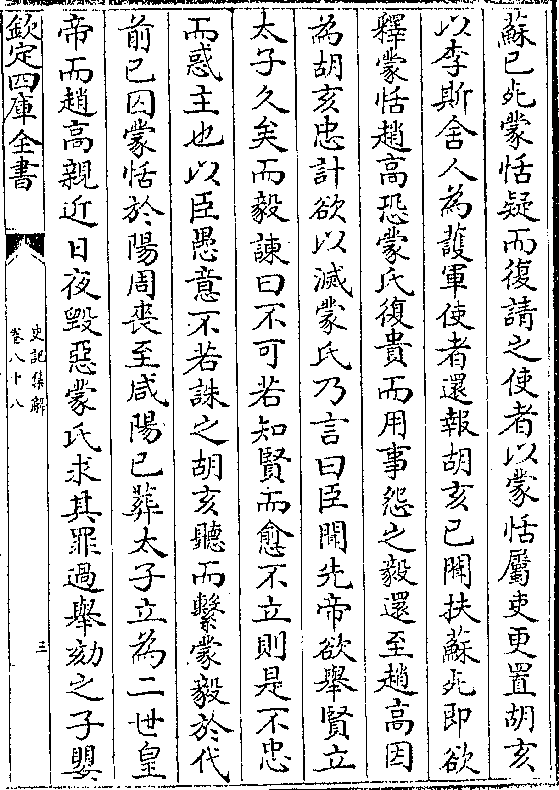 蘇已死蒙恬疑而復請之使者以蒙恬屬吏更置胡亥
以李斯舍人為護軍使者還報胡亥已聞扶蘇死即欲
釋蒙恬趙高恐蒙氏復貴而用事怨之毅還至趙高因
為胡亥忠計欲以滅蒙氏乃言曰臣聞先帝欲舉賢立
太子久矣而毅諫曰不可若知賢而愈不立則是不忠
而惑主也以臣愚意不若誅之胡亥聽而繫蒙毅於代
前已囚蒙恬於陽周喪至咸陽已葬太子立為二世皇
帝而趙高親近日夜毀惡蒙氏求其罪過舉劾之子嬰
欽定四庫全書
史記集解
卷八十八
三